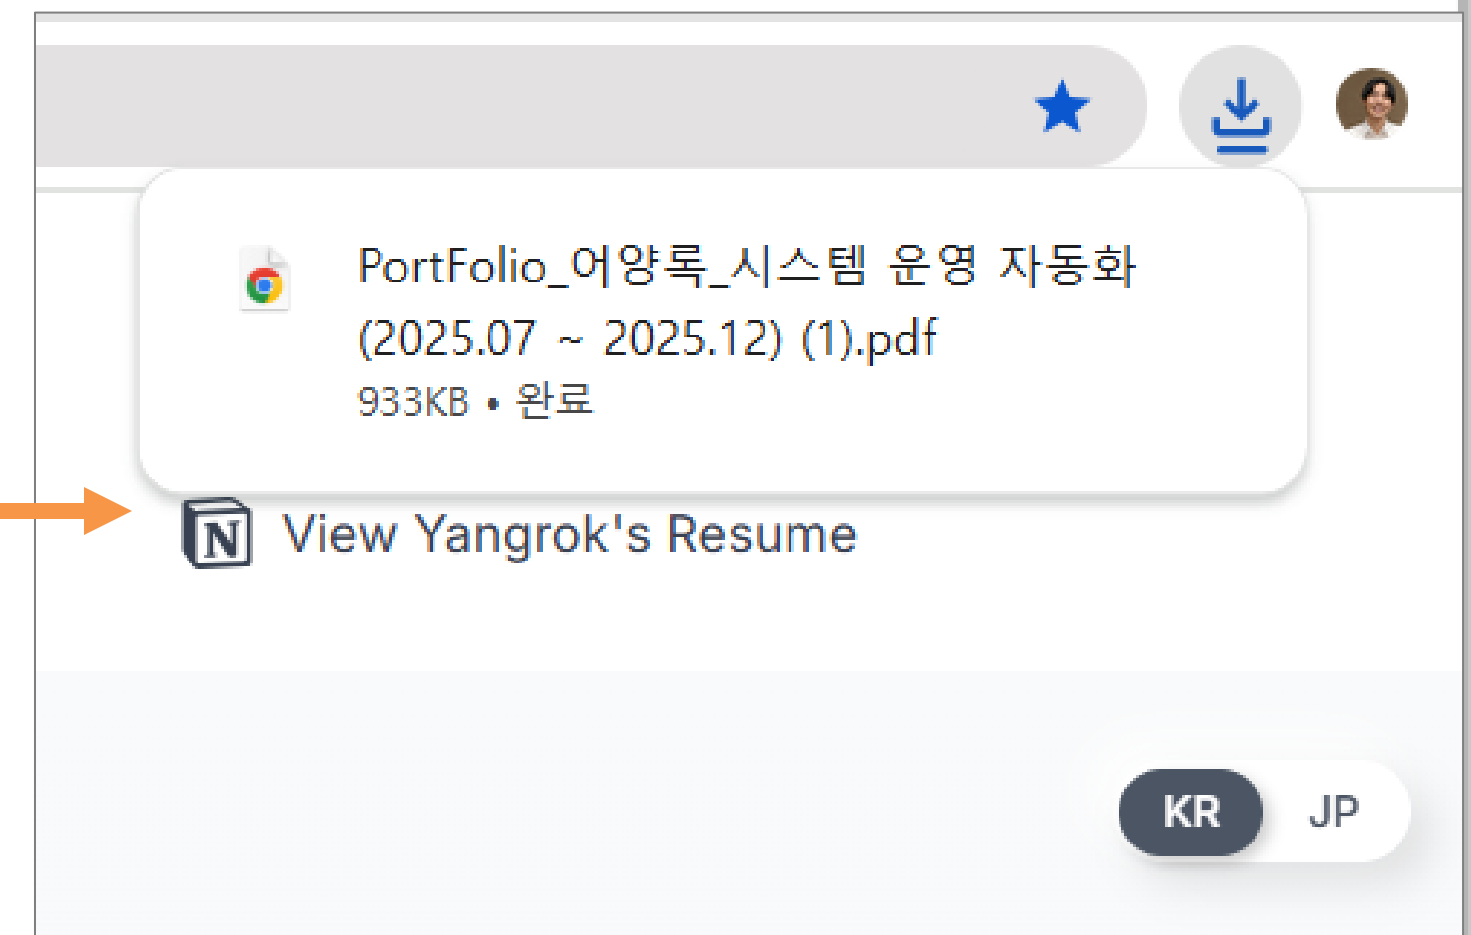 PortFolio_어양록_시스템 운영 자동화
(2025.07 ~ 2025.12) (1).pdf
933KB • 완료
N View Yangrok's Resume
KR JP